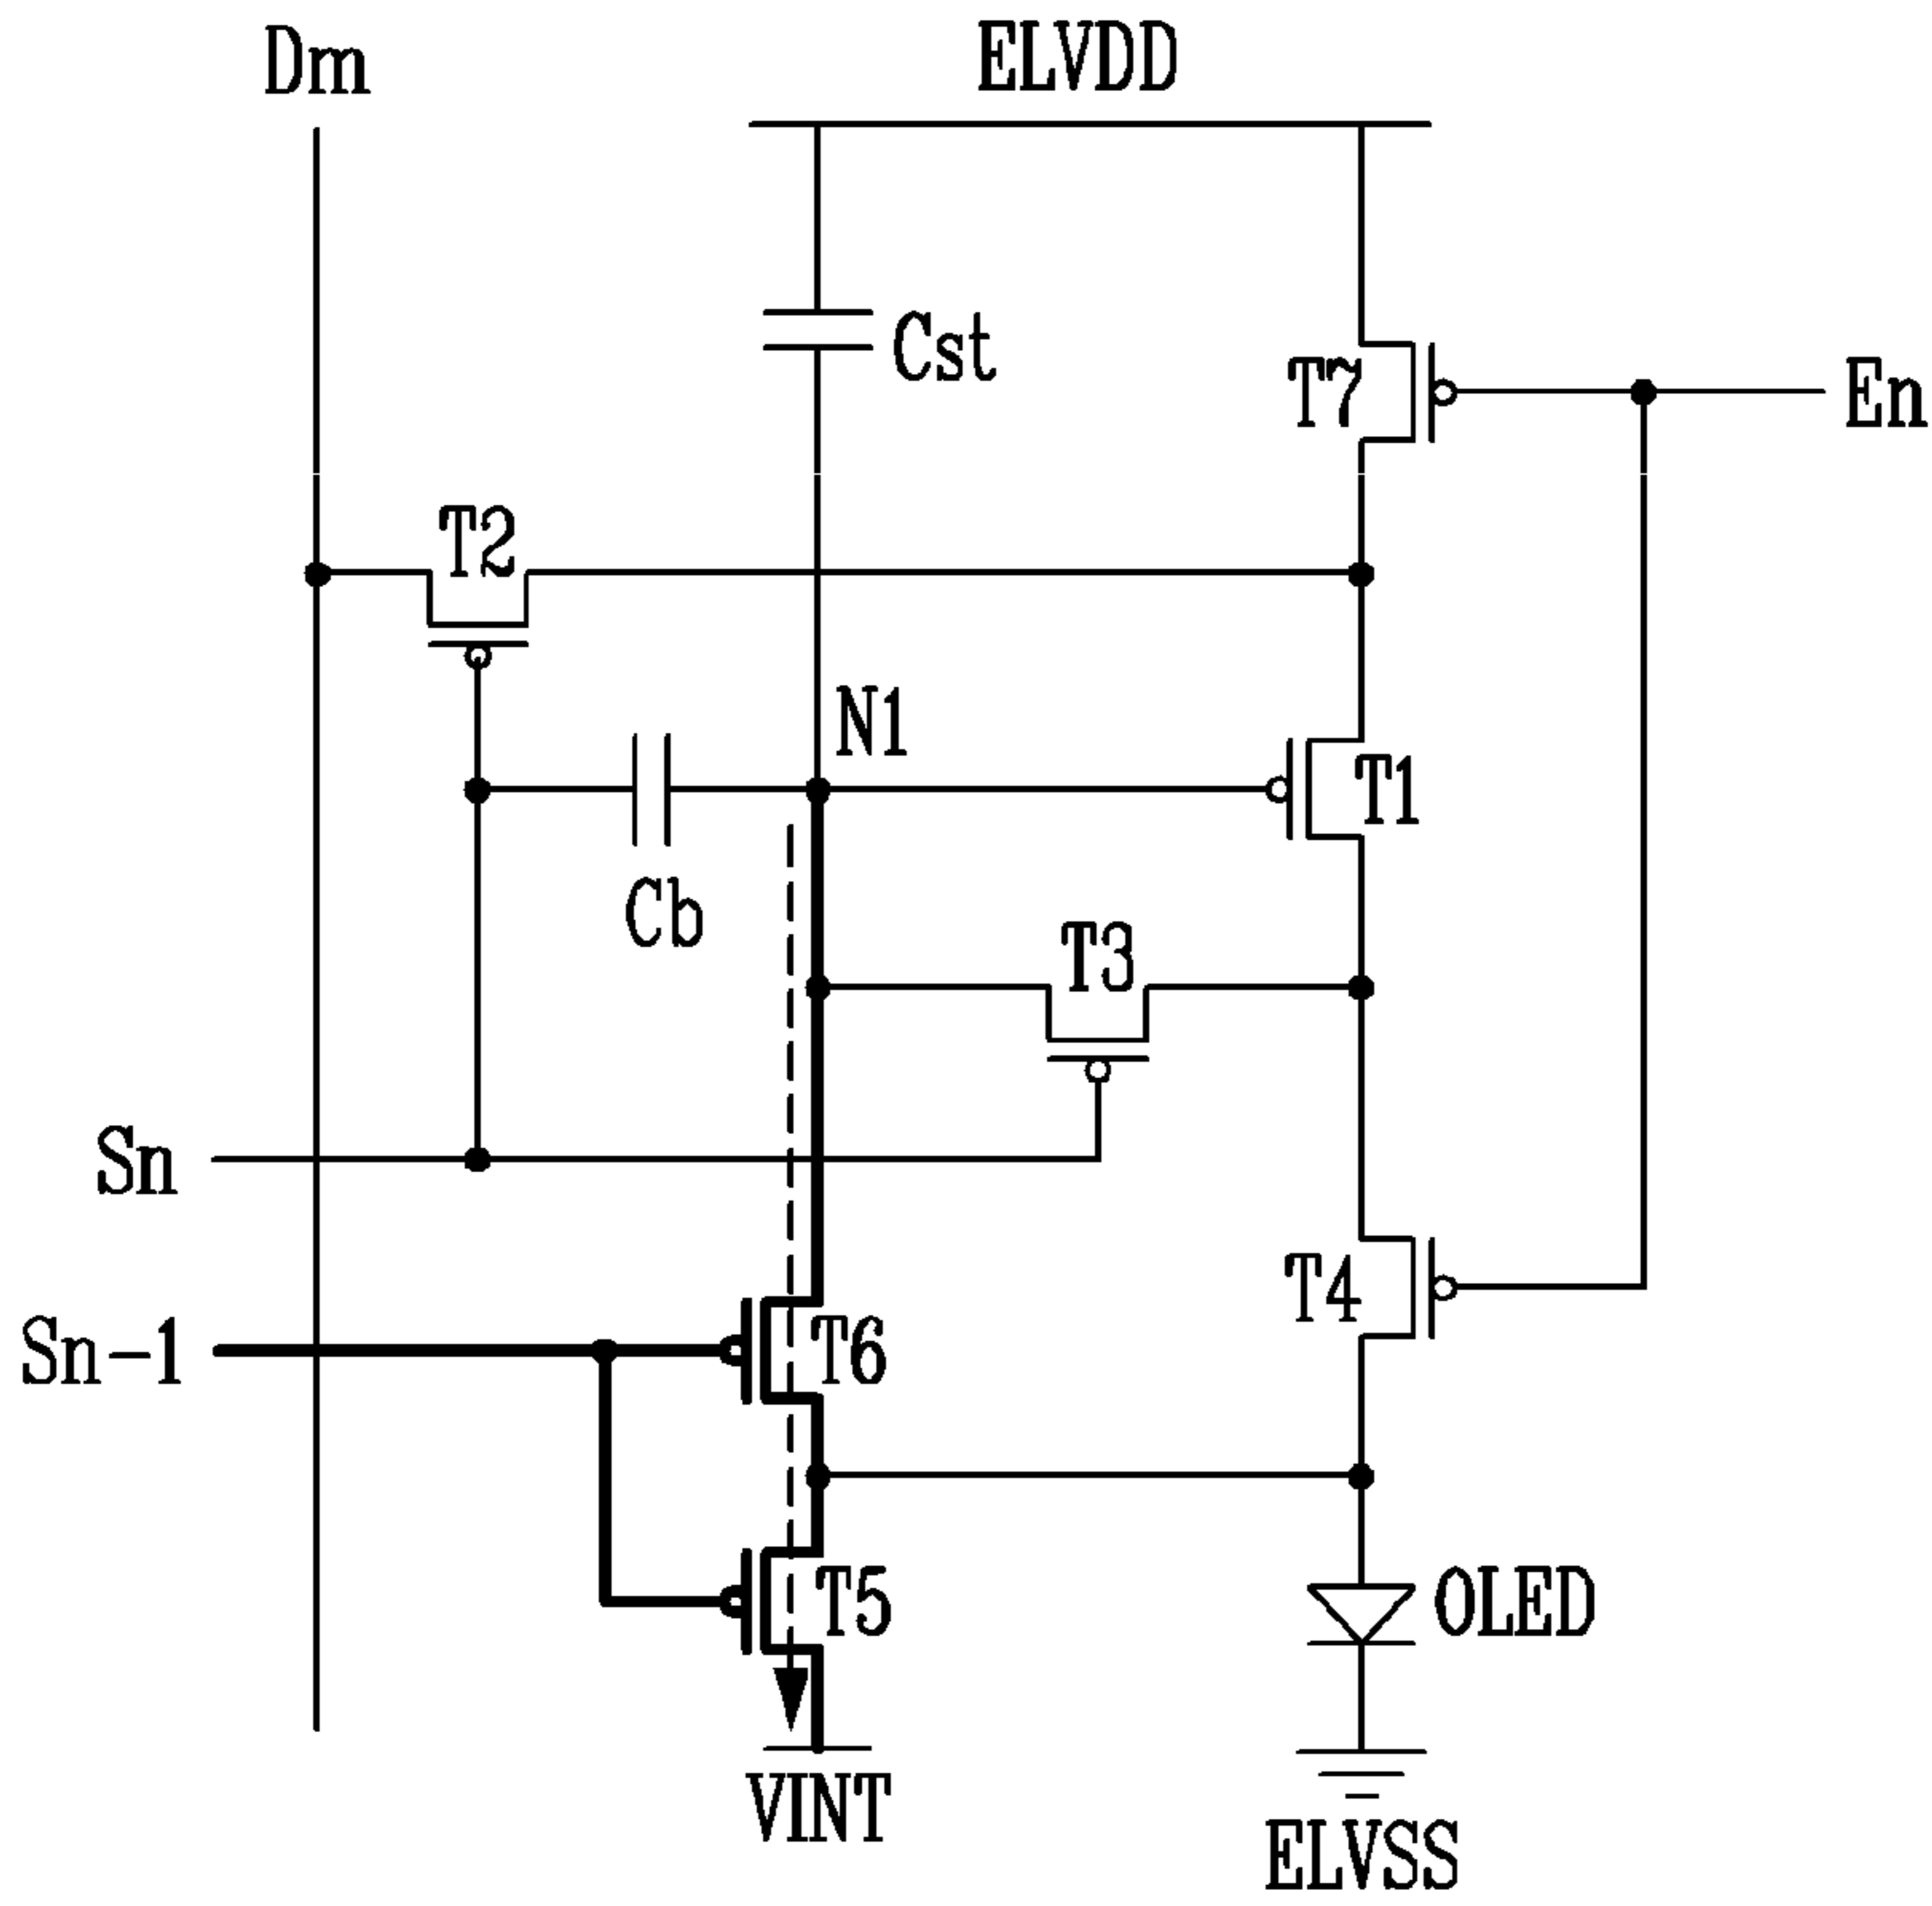 Dm
ELVDD
Cst
T7
En
T2
N1
T1
Cb
T3
Sn
T4
Sn-1
T6
T5
OLED
VINT
ELVSS